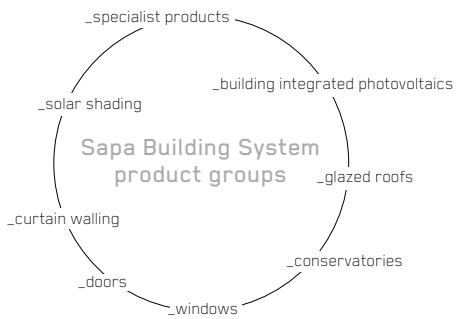 _specialist products
_building integrated photovoltaics
_solar shading
Sapa Building System
product groups
_glazed roofs
_curtain walling
_conservatories
_doors
_windows